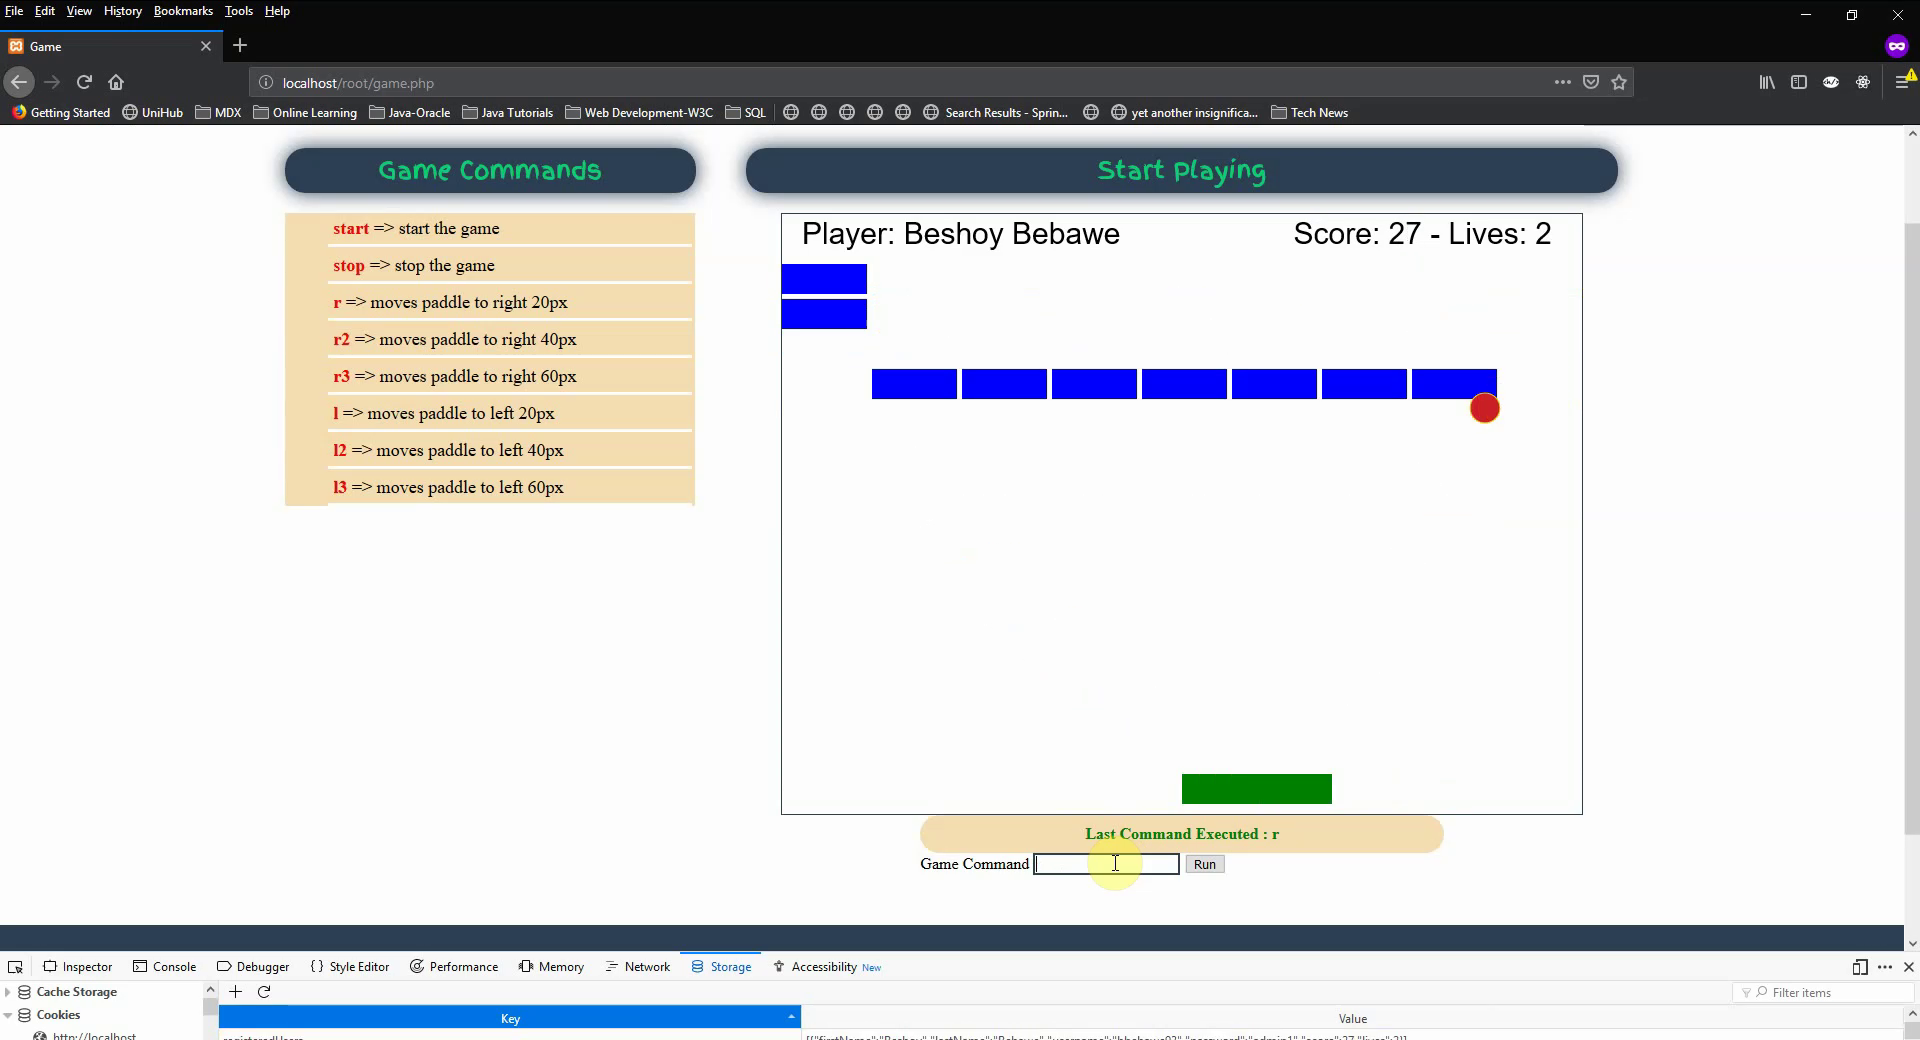 File Edit View History Bookmarks Tools Help
Game
localhost/root/game.php
Getting Started UniHub MDX Online Learning Java-Oracle Java Tutorials Web Development-W3C SQL Search Results - Sprin... yet another insignifica... Tech News
Game Commands
Start Playing
start => start the game
stop => stop the game
r => moves paddle to right 20px
r2 => moves paddle to right 40px
r3 => moves paddle to right 60px
l => moves paddle to left 20px
l2 => moves paddle to left 40px
l3 => moves paddle to left 60px
Player: Beshoy Bebawe Score: 27 - Lives: 2
Last Command Executed : r
Game Command Run
Inspector Console Debugger Style Editor Performance Memory Network Storage Accessibility New
Cache Storage
Filter items
Cookies
Key Value
http://localhost